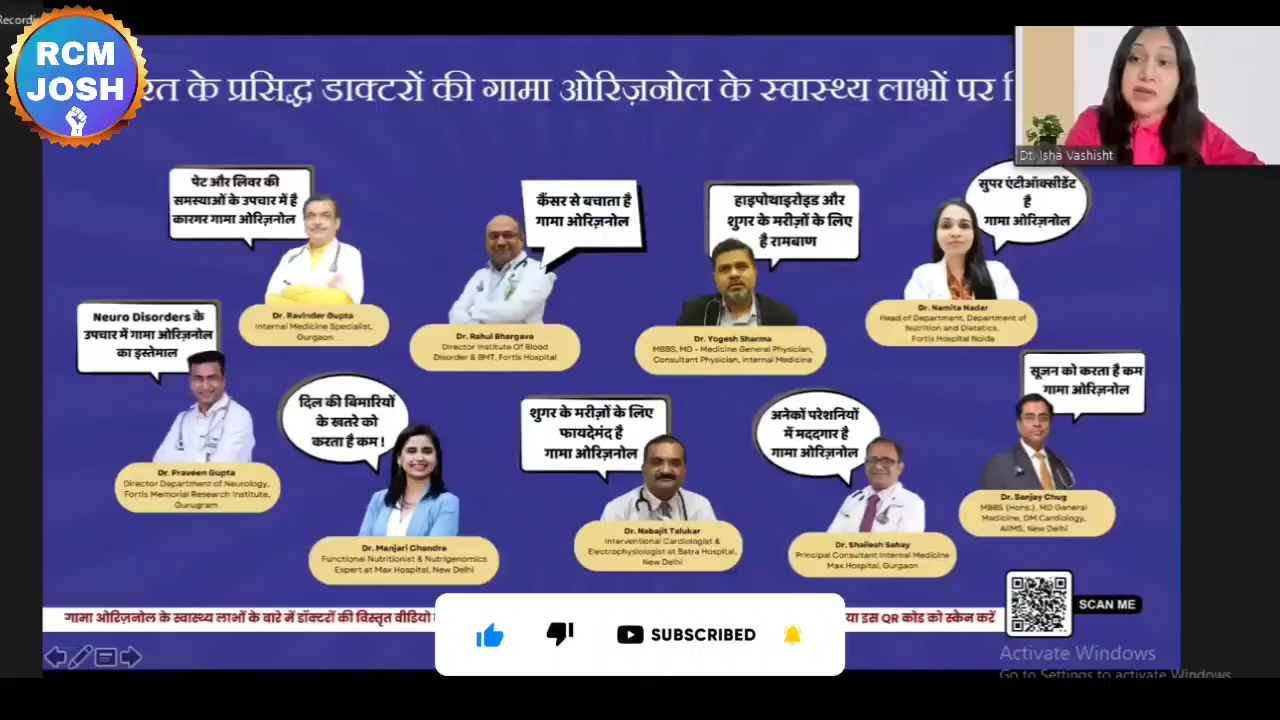 Recordi
RCM
JOSH
रत के प्रसिद्ध डाक्टरों की गामा ओरिज़नोल के स्वास्थ्य लाभों पर
Dt. Isha Vashisht
पेट और लिवर की
समस्याओं के उपचार में है
कारगर गामा ओरिज़नोल
Dr. Ravinder Gupta
Internal Medicine Specialist,
Gurgaon
कैंसर से बचाता है
गामा ओरिज़नोल
Dr. Rahul Bhargava
Director Institute Of Blood
Disorder & BMT, Fortis Hospital
हाइपोथाइरोइड और
शुगर के मरीज़ों के लिए
है रामबाण
Dr. Yogesh Sharma
MBBS, MD - Medicine General Physician,
Consultant Physician, Internal Medicine
सुपर एंटीऑक्सीडेंट
है
गामा ओरिज़नोल
Dr. Namita Nadar
Head of Department, Department of
Nutrition and Dietetics,
Fortis Hospital Noida
Neuro Disorders के
उपचार में गामा ओरिज़नोल
का इस्तेमाल
Dr. Praveen Gupta
Director Department of Neurology,
Fortis Memorial Research Institute,
Gurugram
दिल की बिमारियों
के खतरे को
करता है कम !
Dr. Manjari Chandra
Functional Nutritionist & Nutrigenomics
Expert at Max Hospital, New Delhi
शुगर के मरीज़ों के लिए
फायदेमंद है
गामा ओरिज़नोल
Dr. Nabajit Talukar
Interventional Cardiologist &
Electrophysiologist at Batra Hospital,
New Delhi
अनेकों परेशनियों
में मददगार है
गामा ओरिज़नोल
Dr. Shailesh Sahay
Principal Consultant Internal Medicine
Max Hospital, Gurgaon
सूजन को करता है कम
गामा ओरिज़नोल
Dr. Sanjay Chug
MBBS (Hons.), MD General
Medicine, DM Cardiology,
AIIMS, New Delhi
SCAN ME
गामा ओरिज़नोल के स्वास्थ्य लाभों के बारे में डॉक्टरों की विस्तृत वीडियो
या इस QR कोड को स्कैन करें
SUBSCRIBED
Activate Windows
Go to Settings to activate Windows.